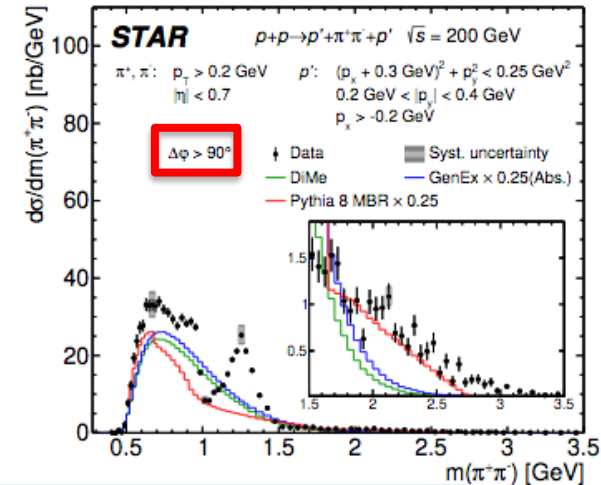 STAR p+p→p'+π⁺π⁻+p' √s = 200 GeV
π⁺, π⁻: p_T > 0.2 GeV p': (p_x + 0.3 GeV)² + p_y² < 0.25 GeV²
|η| < 0.7 0.2 GeV < |p_y| < 0.4 GeV
p_x > -0.2 GeV
Δφ > 90°
Data Syst. uncertainty
DiMe GenEx × 0.25(Abs.)
Pythia 8 MBR × 0.25
dσ/dm(π⁺π⁻) [nb/GeV]
100
80
60
40
20
0
1.5
1
0.5
1.5 2 2.5 3 3.5
0.5 1 1.5 2 2.5 3 3.5
m(π⁺π⁻) [GeV]